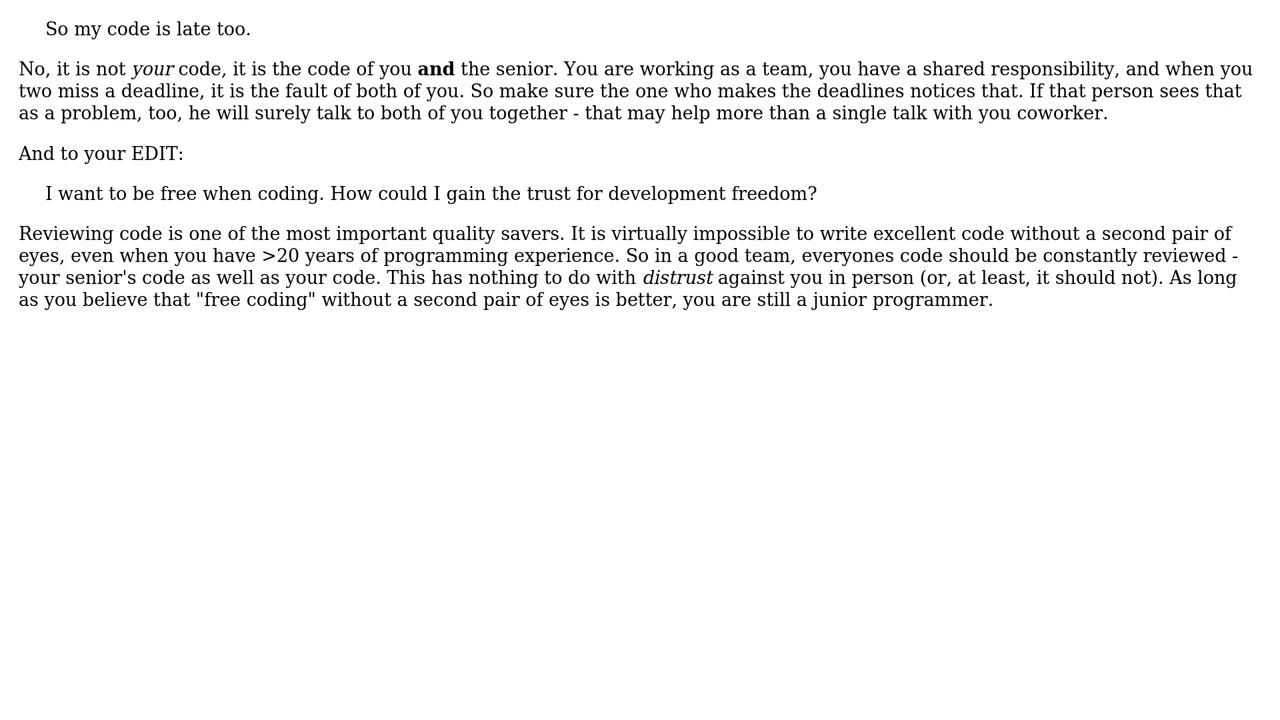 So my code is late too.
No, it is not your code, it is the code of you and the senior. You are working as a team, you have a shared responsibility, and when you
two miss a deadline, it is the fault of both of you. So make sure the one who makes the deadlines notices that. If that person sees that
as a problem, too, he will surely talk to both of you together - that may help more than a single talk with you coworker.
And to your EDIT:
I want to be free when coding. How could I gain the trust for development freedom?
Reviewing code is one of the most important quality savers. It is virtually impossible to write excellent code without a second pair of
eyes, even when you have >20 years of programming experience. So in a good team, everyones code should be constantly reviewed -
your senior's code as well as your code. This has nothing to do with distrust against you in person (or, at least, it should not). As long
as you believe that "free coding" without a second pair of eyes is better, you are still a junior programmer.